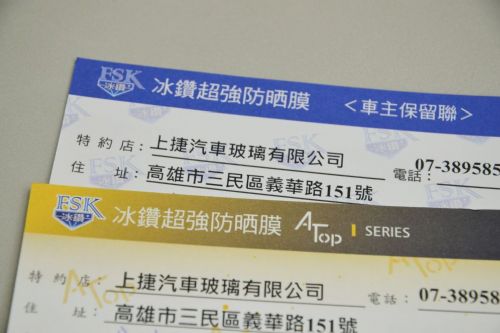 FSK 冰鑽 冰鑽超強防晒膜 <車主保留聯>
特約店：上捷汽車玻璃有限公司
電話：07-389585
住 址：高雄市三民區義華路151號
FSK 冰鑽 冰鑽超強防晒膜 ATop SERIES
特約店：上捷汽車玻璃有限公司 電話：07-38958
住 址：高雄市三民區義華路151號